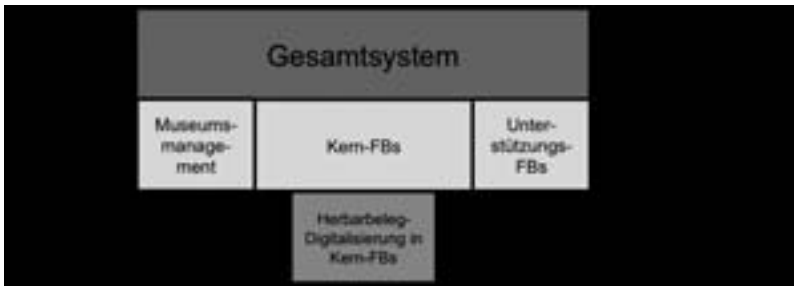 Gesamtsystem
Museums-
manage-
ment
Kern-FBs
Unter-
stützungs-
FBs
Herbarbeleg-
Digitalisierung in
Kern-FBs